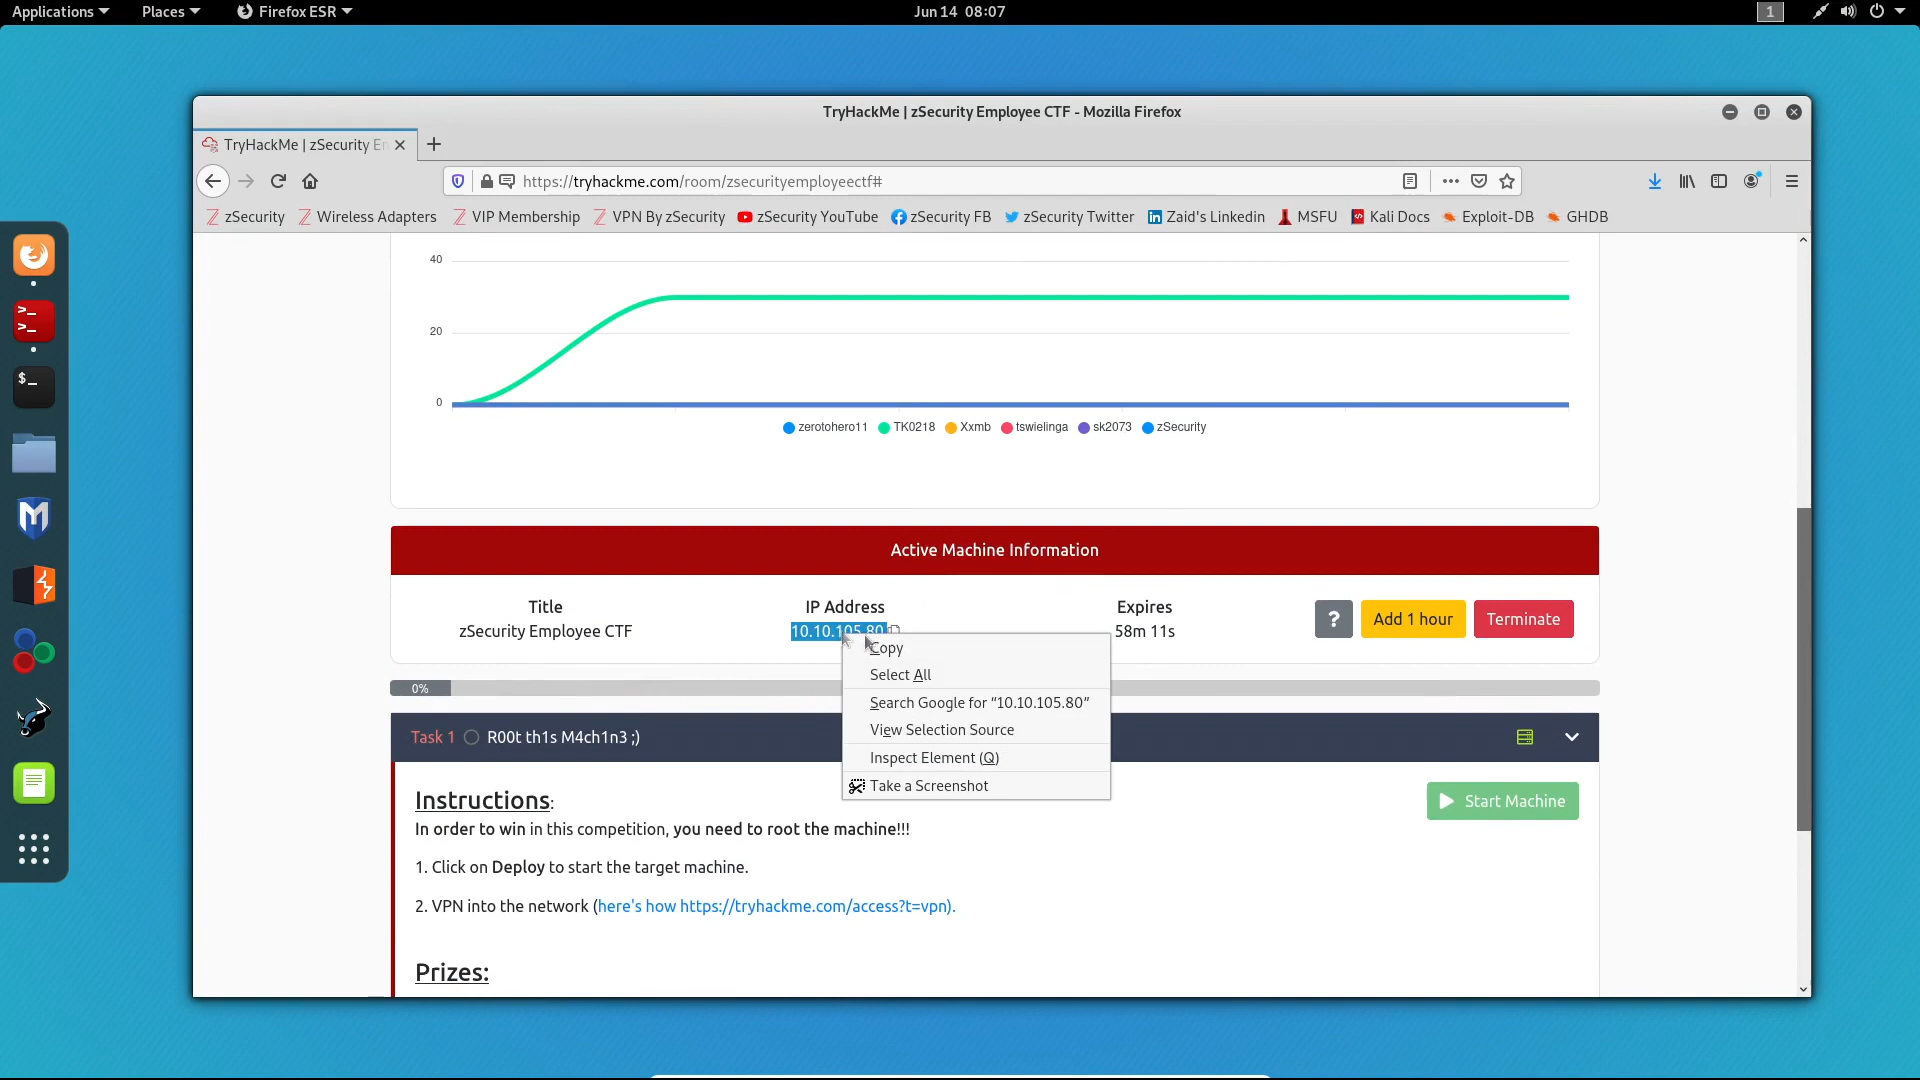 Applications Places Firefox ESR Jun 14 08:07 1
TryHackMe | zSecurity Employee CTF - Mozilla Firefox
TryHackMe | zSecurity Em
https://tryhackme.com/room/zsecurityemployeectf#
zSecurity Wireless Adapters VIP Membership VPN By zSecurity zSecurity YouTube zSecurity FB zSecurity Twitter Zaid's Linkedin MSFU Kali Docs Exploit-DB GHDB
40
20
0
zerotohero11 TK0218 Xxmb tswielinga sk2073 zSecurity
Active Machine Information
Title IP Address Expires
zSecurity Employee CTF 10.10.105.80 58m 11s
? Add 1 hour Terminate
Copy
Select All
Search Google for “10.10.105.80”
View Selection Source
Inspect Element (Q)
Take a Screenshot
0%
Task 1 R00t th1s M4ch1n3 ;)
Start Machine
Instructions:
In order to win in this competition, you need to root the machine!!!
1. Click on Deploy to start the target machine.
2. VPN into the network (here's how https://tryhackme.com/access?t=vpn).
Prizes: